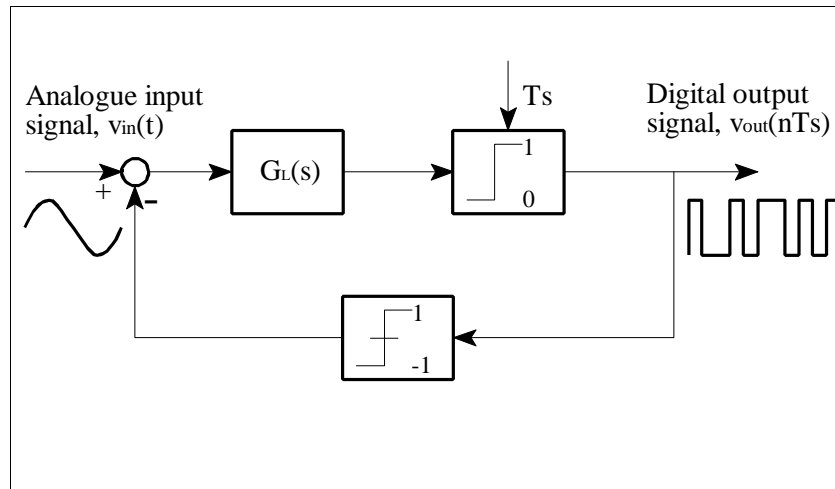 Analogue input
signal, vin(t)
+
-
GL(s)
Ts
1
0
Digital output
signal, vout(nTs)
1
-1